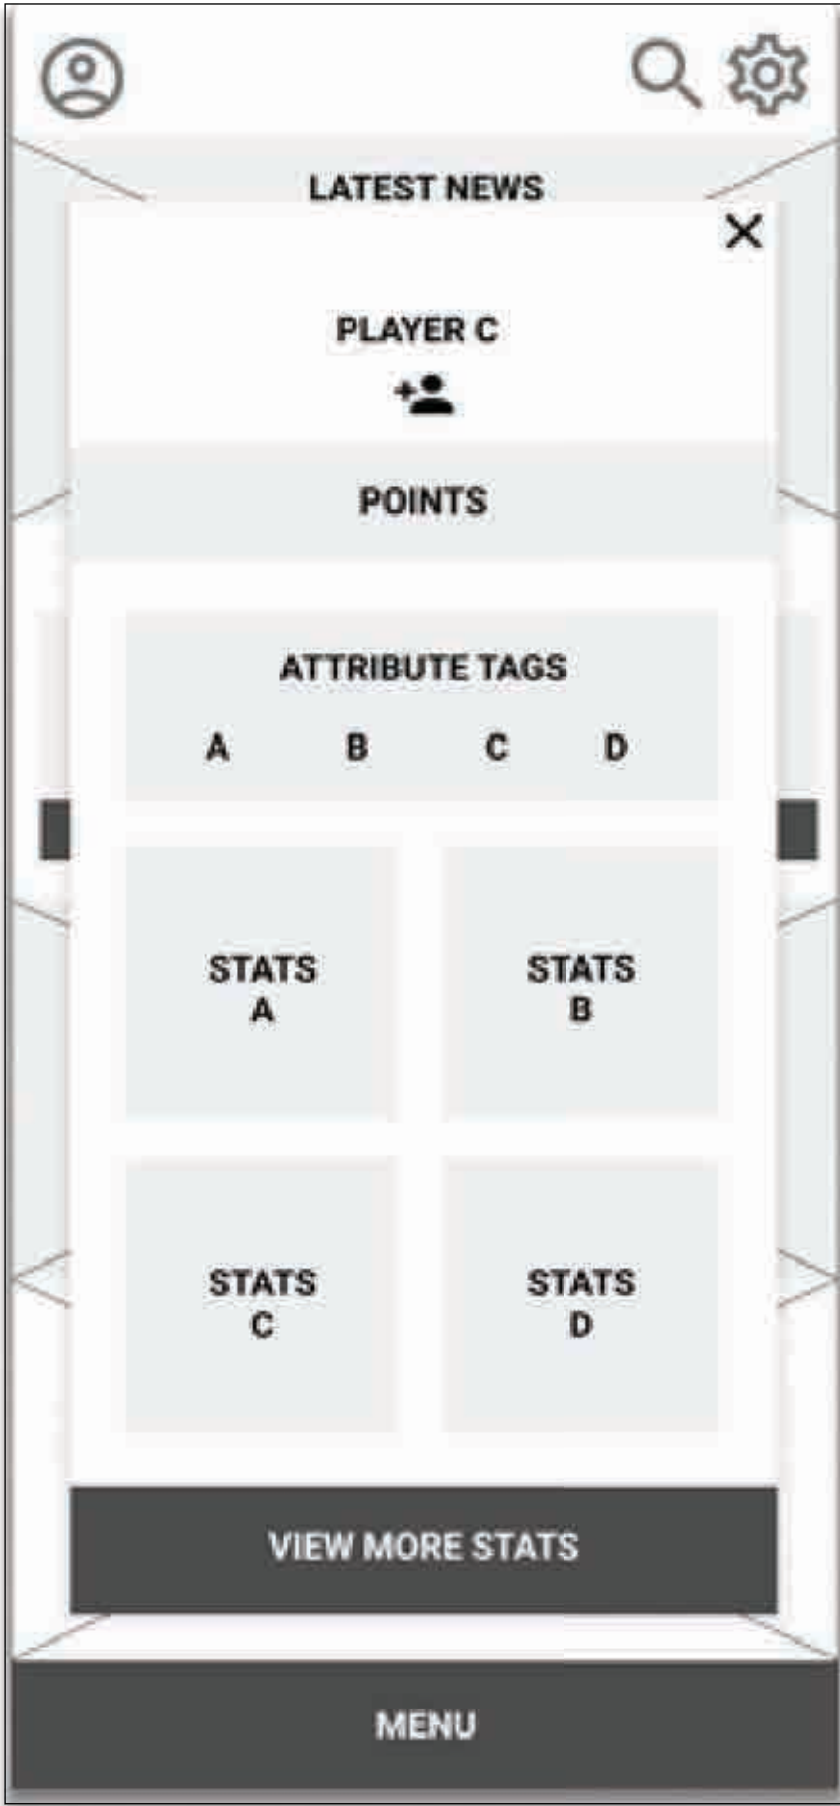 LATEST NEWS
PLAYER C
POINTS
ATTRIBUTE TAGS
A B C D
STATS
A
STATS
B
STATS
C
STATS
D
VIEW MORE STATS
MENU